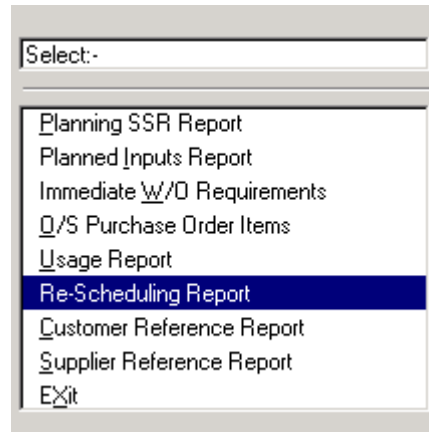 Select:-
Planning SSR Report
Planned Inputs Report
Immediate W/O Requirements
O/S Purchase Order Items
Usage Report
Re-Scheduling Report
Customer Reference Report
Supplier Reference Report
EXit